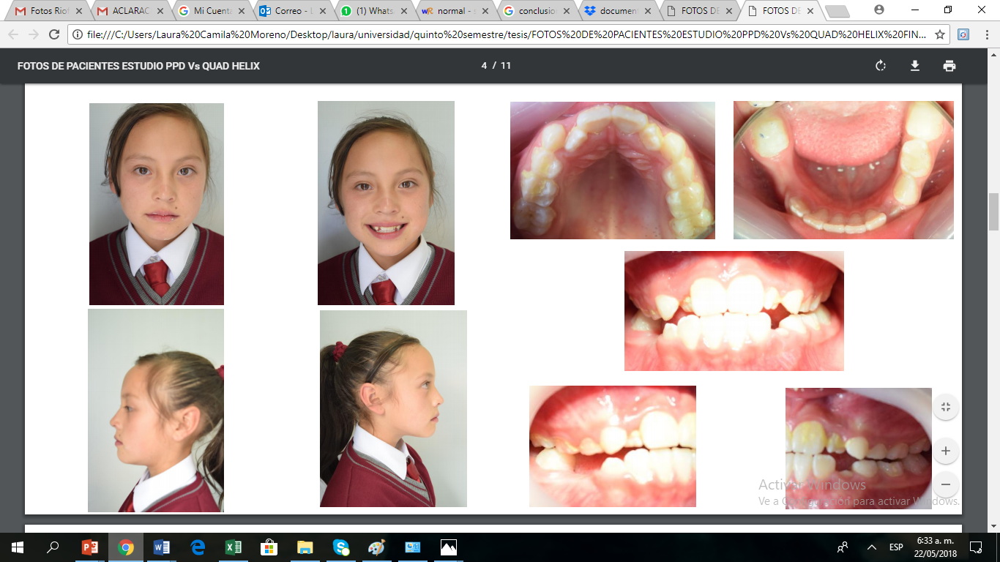 Fotos Riof
ACLARAC
Mi Cuenta
Correo - L
(1) Whats
normal - s
conclusion
document
FOTOS DE
FOTOS DE
file:///C:/Users/Laura%20Camila%20Moreno/Desktop/laura/universidad/quinto%20semestre/tesis/FOTOS%20DE%20PACIENTES%20ESTUDIO%20PPD%20Vs%20QUAD%20HELIX%20FIN...
FOTOS DE PACIENTES ESTUDIO PPD Vs QUAD HELIX
4 / 11
Activar Windows
Ve a Configuración para activar Windows.
ESP
6:33 a. m.
22/05/2018